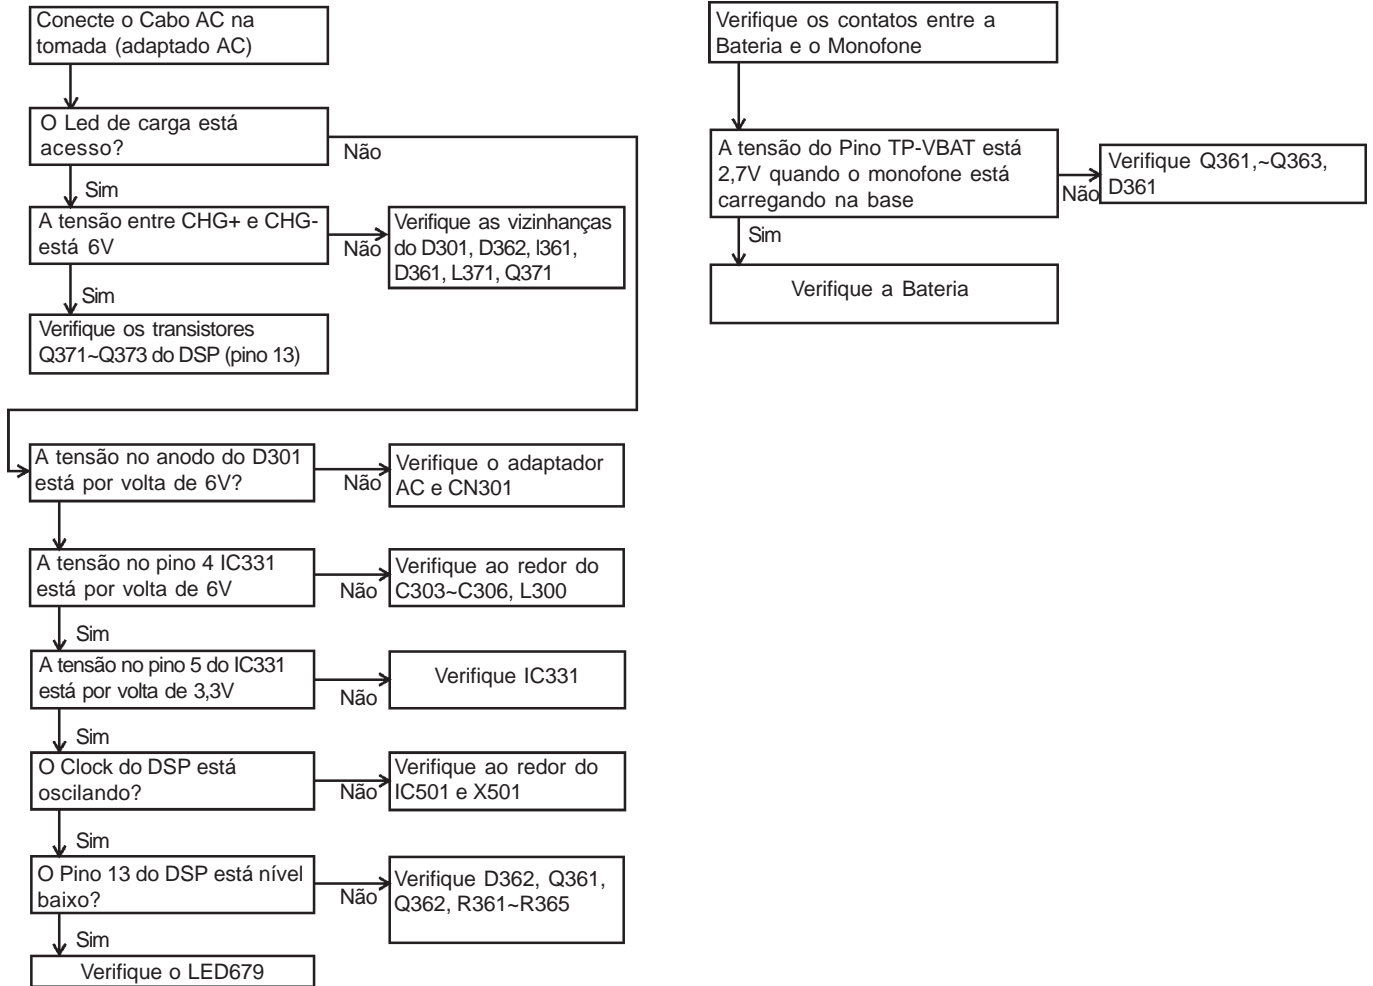 Conecte o Cabo AC na
tomada (adaptado AC)
O Led de carga está
acesso?
Não
Sim
A tensão entre CHG+ e CHG-
está 6V
Não
Verifique as vizinhanças
do D301, D362, I361,
D361, L371, Q371
Sim
Verifique os transistores
Q371~Q373 do DSP (pino 13)
A tensão no anodo do D301
está por volta de 6V?
Não
Verifique o adaptador
AC e CN301
A tensão no pino 4 IC331
está por volta de 6V
Não
Verifique ao redor do
C303~C306, L300
Sim
A tensão no pino 5 do IC331
está por volta de 3,3V
Não
Verifique IC331
Sim
O Clock do DSP está
oscilando?
Não
Verifique ao redor do
IC501 e X501
Sim
O Pino 13 do DSP está nível
baixo?
Não
Verifique D362, Q361,
Q362, R361~R365
Sim
Verifique o LED679
Verifique os contatos entre a
Bateria e o Monofone
A tensão do Pino TP-VBAT está
2,7V quando o monofone está
carregando na base
Não
Verifique Q361,~Q363,
D361
Sim
Verifique a Bateria